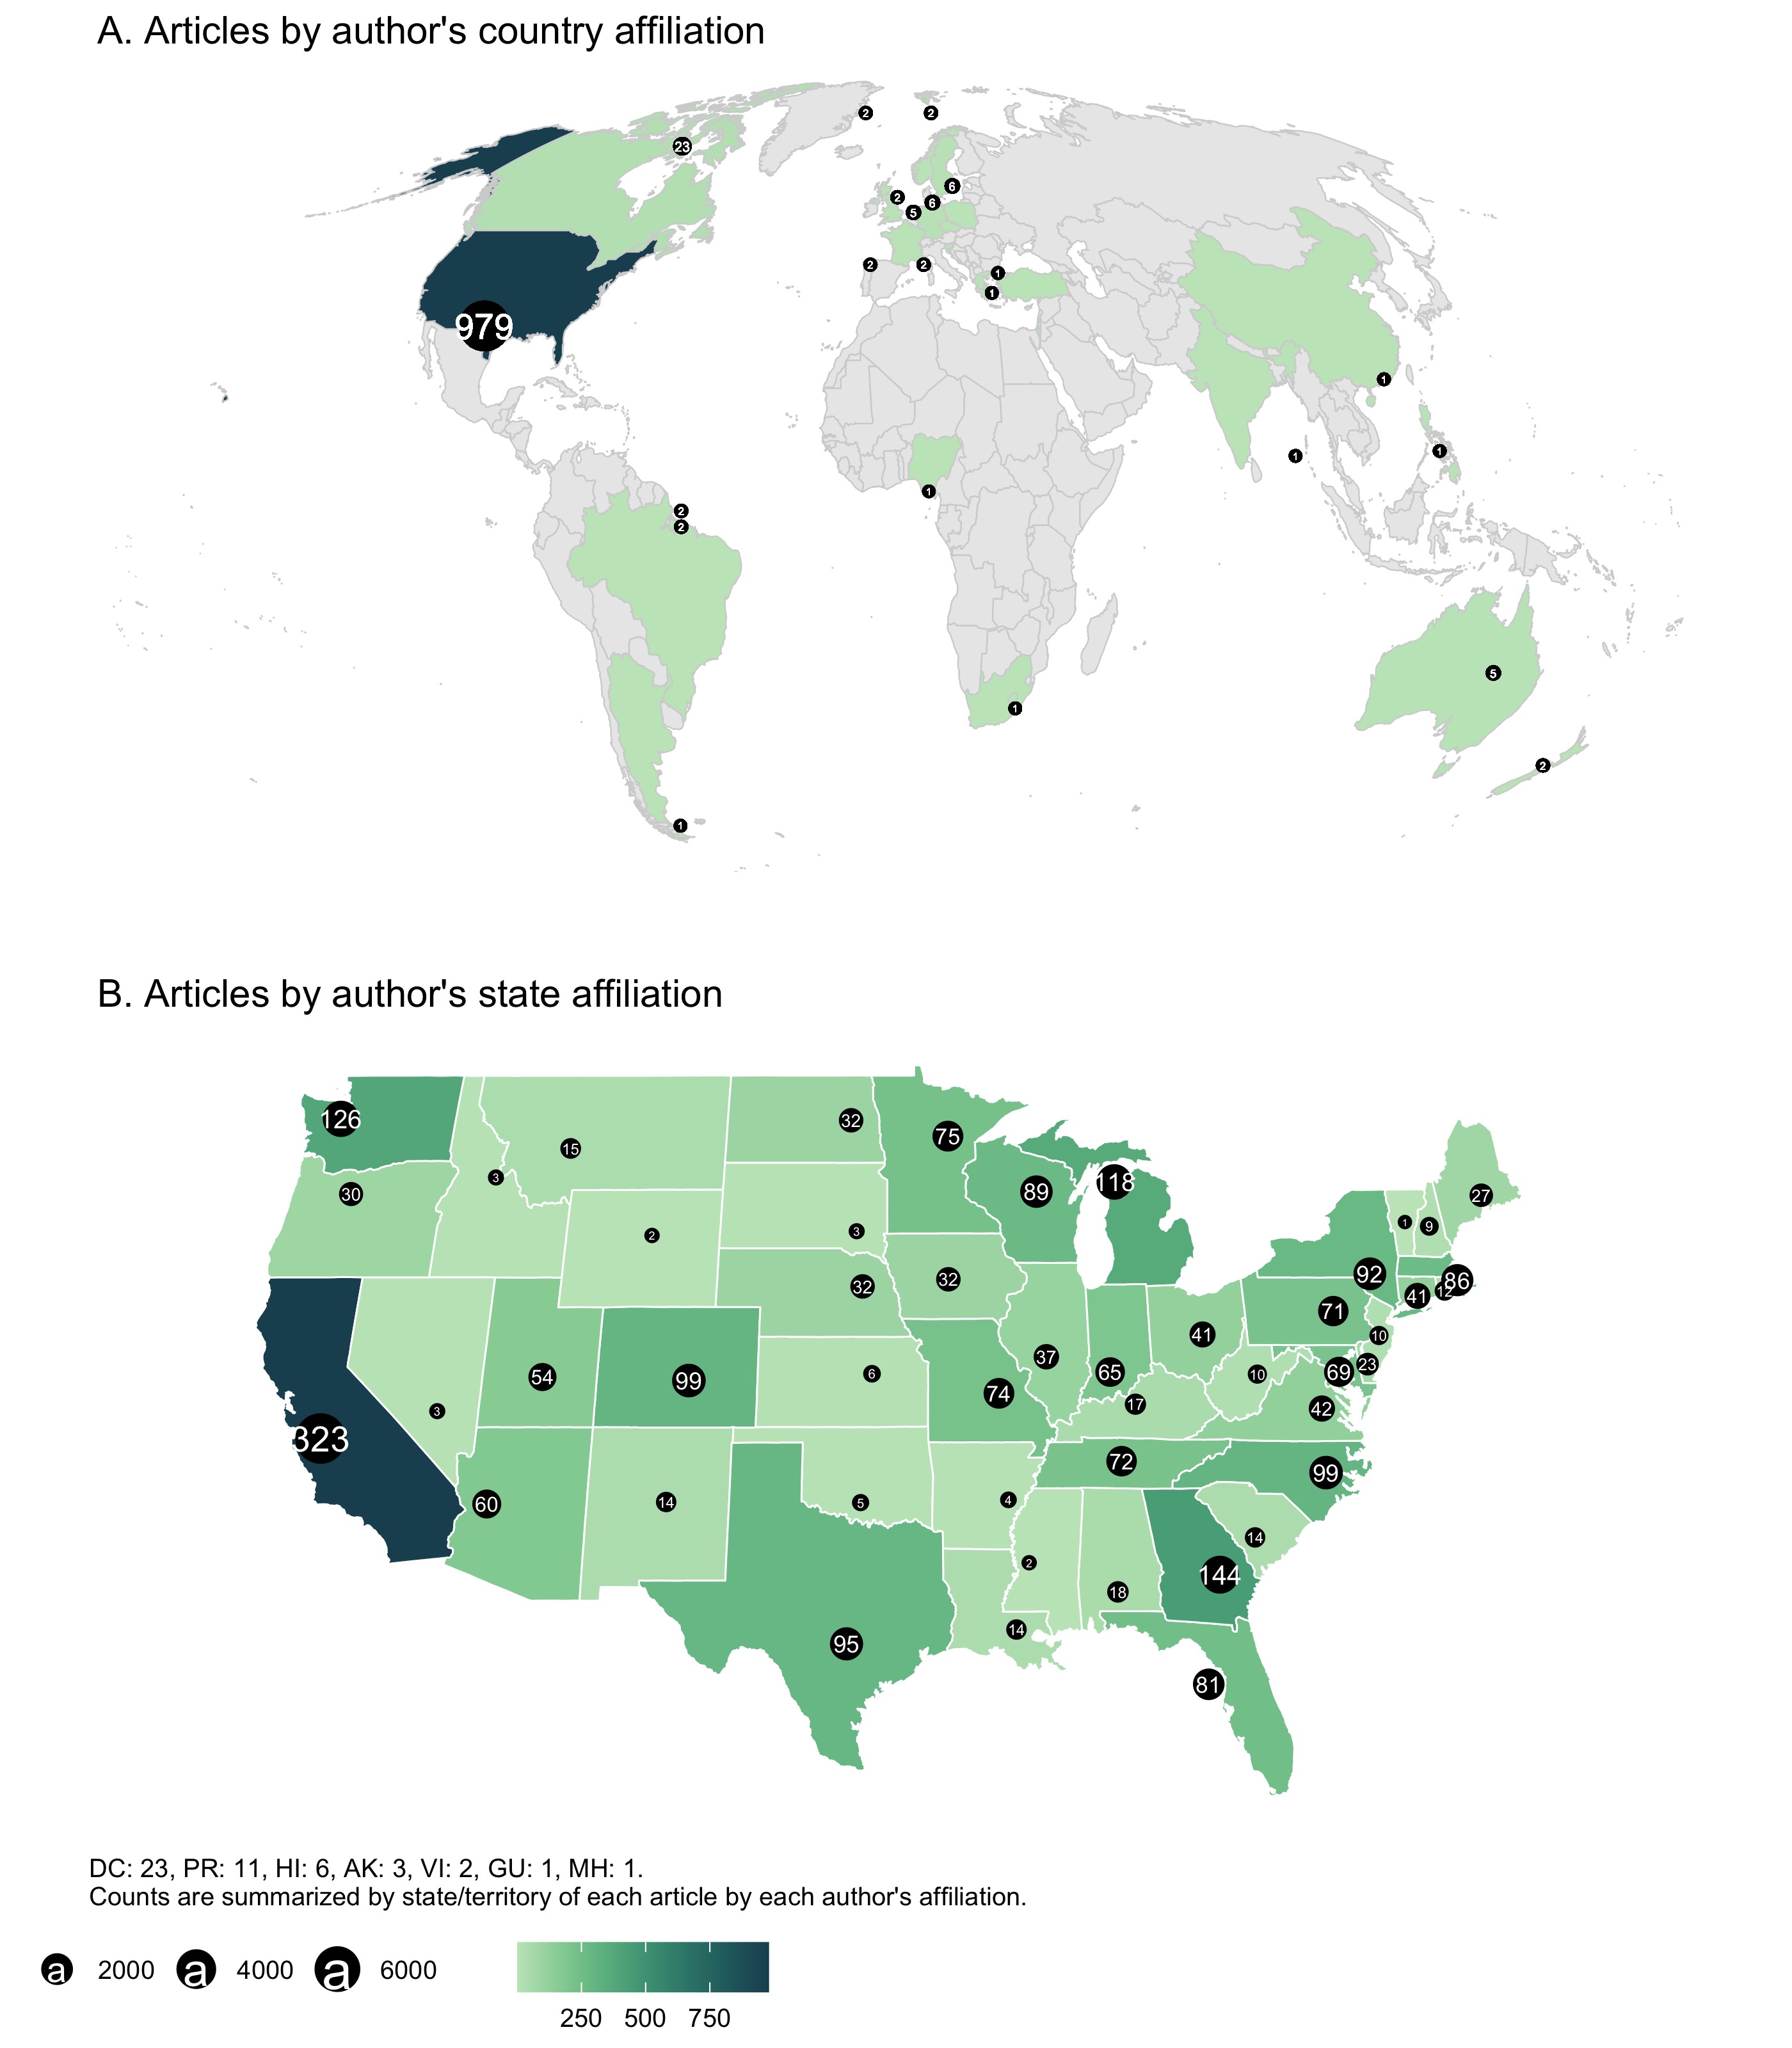 A. Articles by author's country affiliation
2 2
23
6
2 6
5
2 2
1
1
979
1
1
1
1
2
2
5
1
2
1
B. Articles by author's state affiliation
126 32 75
15 3 30
89 118
27
2 3 1 9
32 32 92 86
41 12
71
54 99 6 37 65 41 10
10 69 23
3 74 17 42
323
60 14 5 4 72 99
2 18 144 14
95 14
81
DC: 23, PR: 11, HI: 6, AK: 3, VI: 2, GU: 1, MH: 1.
Counts are summarized by state/territory of each article by each author's affiliation.
a 2000 a 4000 a 6000
250 500 750